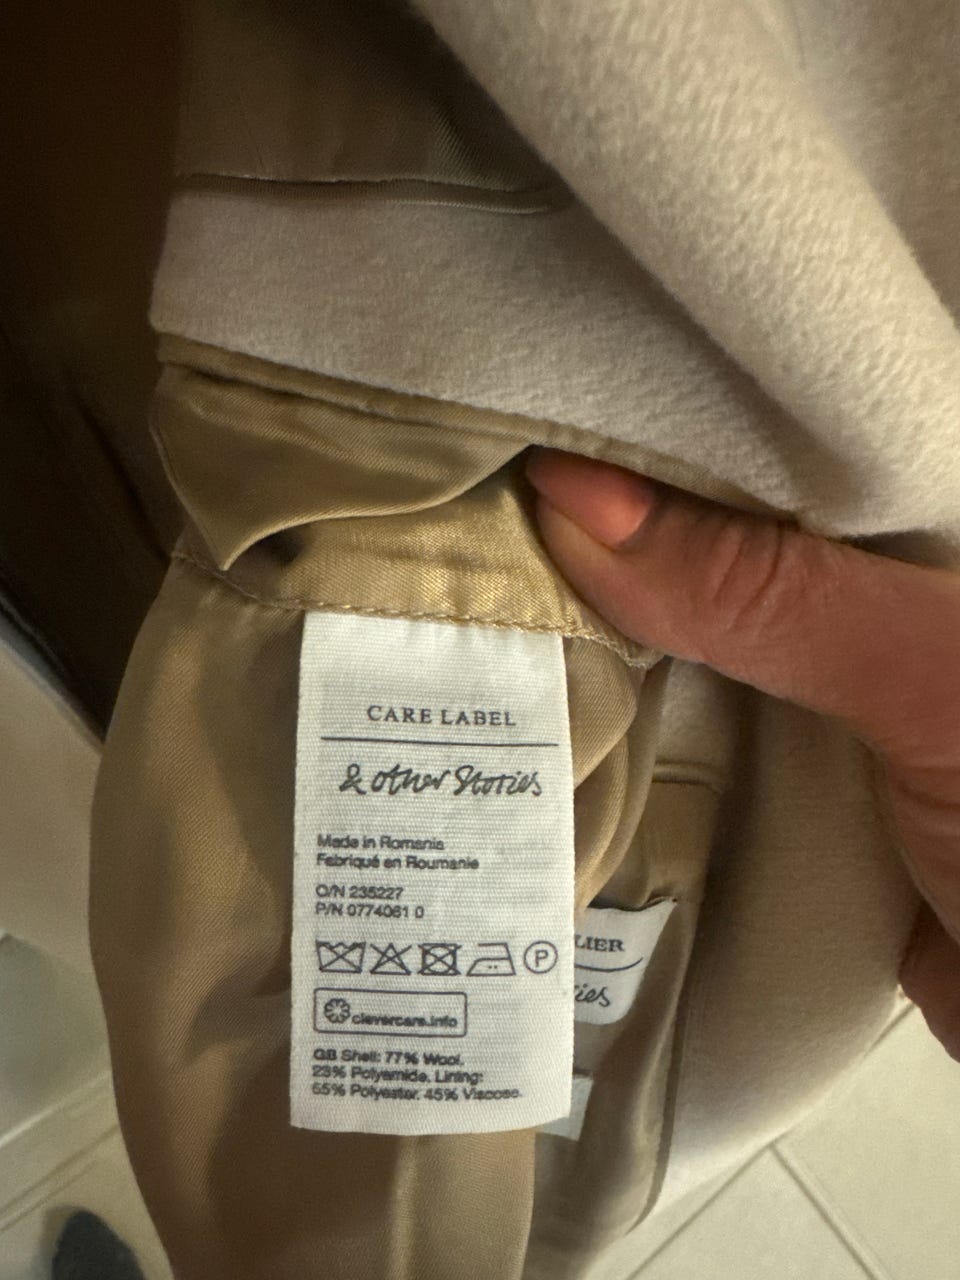 CARE LABEL
& other Stories
Made in Romania
Fabriqué en Roumanie
O/N 235227
P/N 0774061 0
P
clevercare.info
GB Shell: 77% Wool.
23% Polyamide. Lining:
55% Polyester. 45% Viscose.
LIER
ies